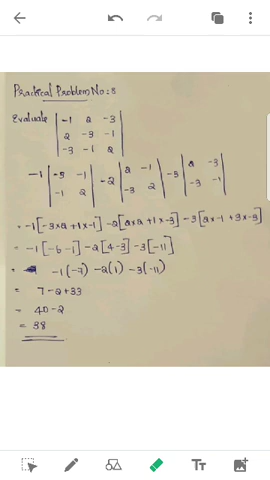 Practical Problem No: 8
Evaluate | -1 2 -3 |
| 2 -3 -1 |
| -3 -1 2 |
-1 | -3 -1 | -2 | 2 -1 | -3 | 2 -3 |
| -1 2 | | -3 2 | | -3 -1 |
= -1[-3×2+1×-1] -2[2×2+1×-3] -3[2×-1+3×-3]
= -1[-6-1] -2[4-3] -3[-11]
= -1(-7) -2(1) -3(-11)
= 7-2+33
= 40-2
= 38
Tт